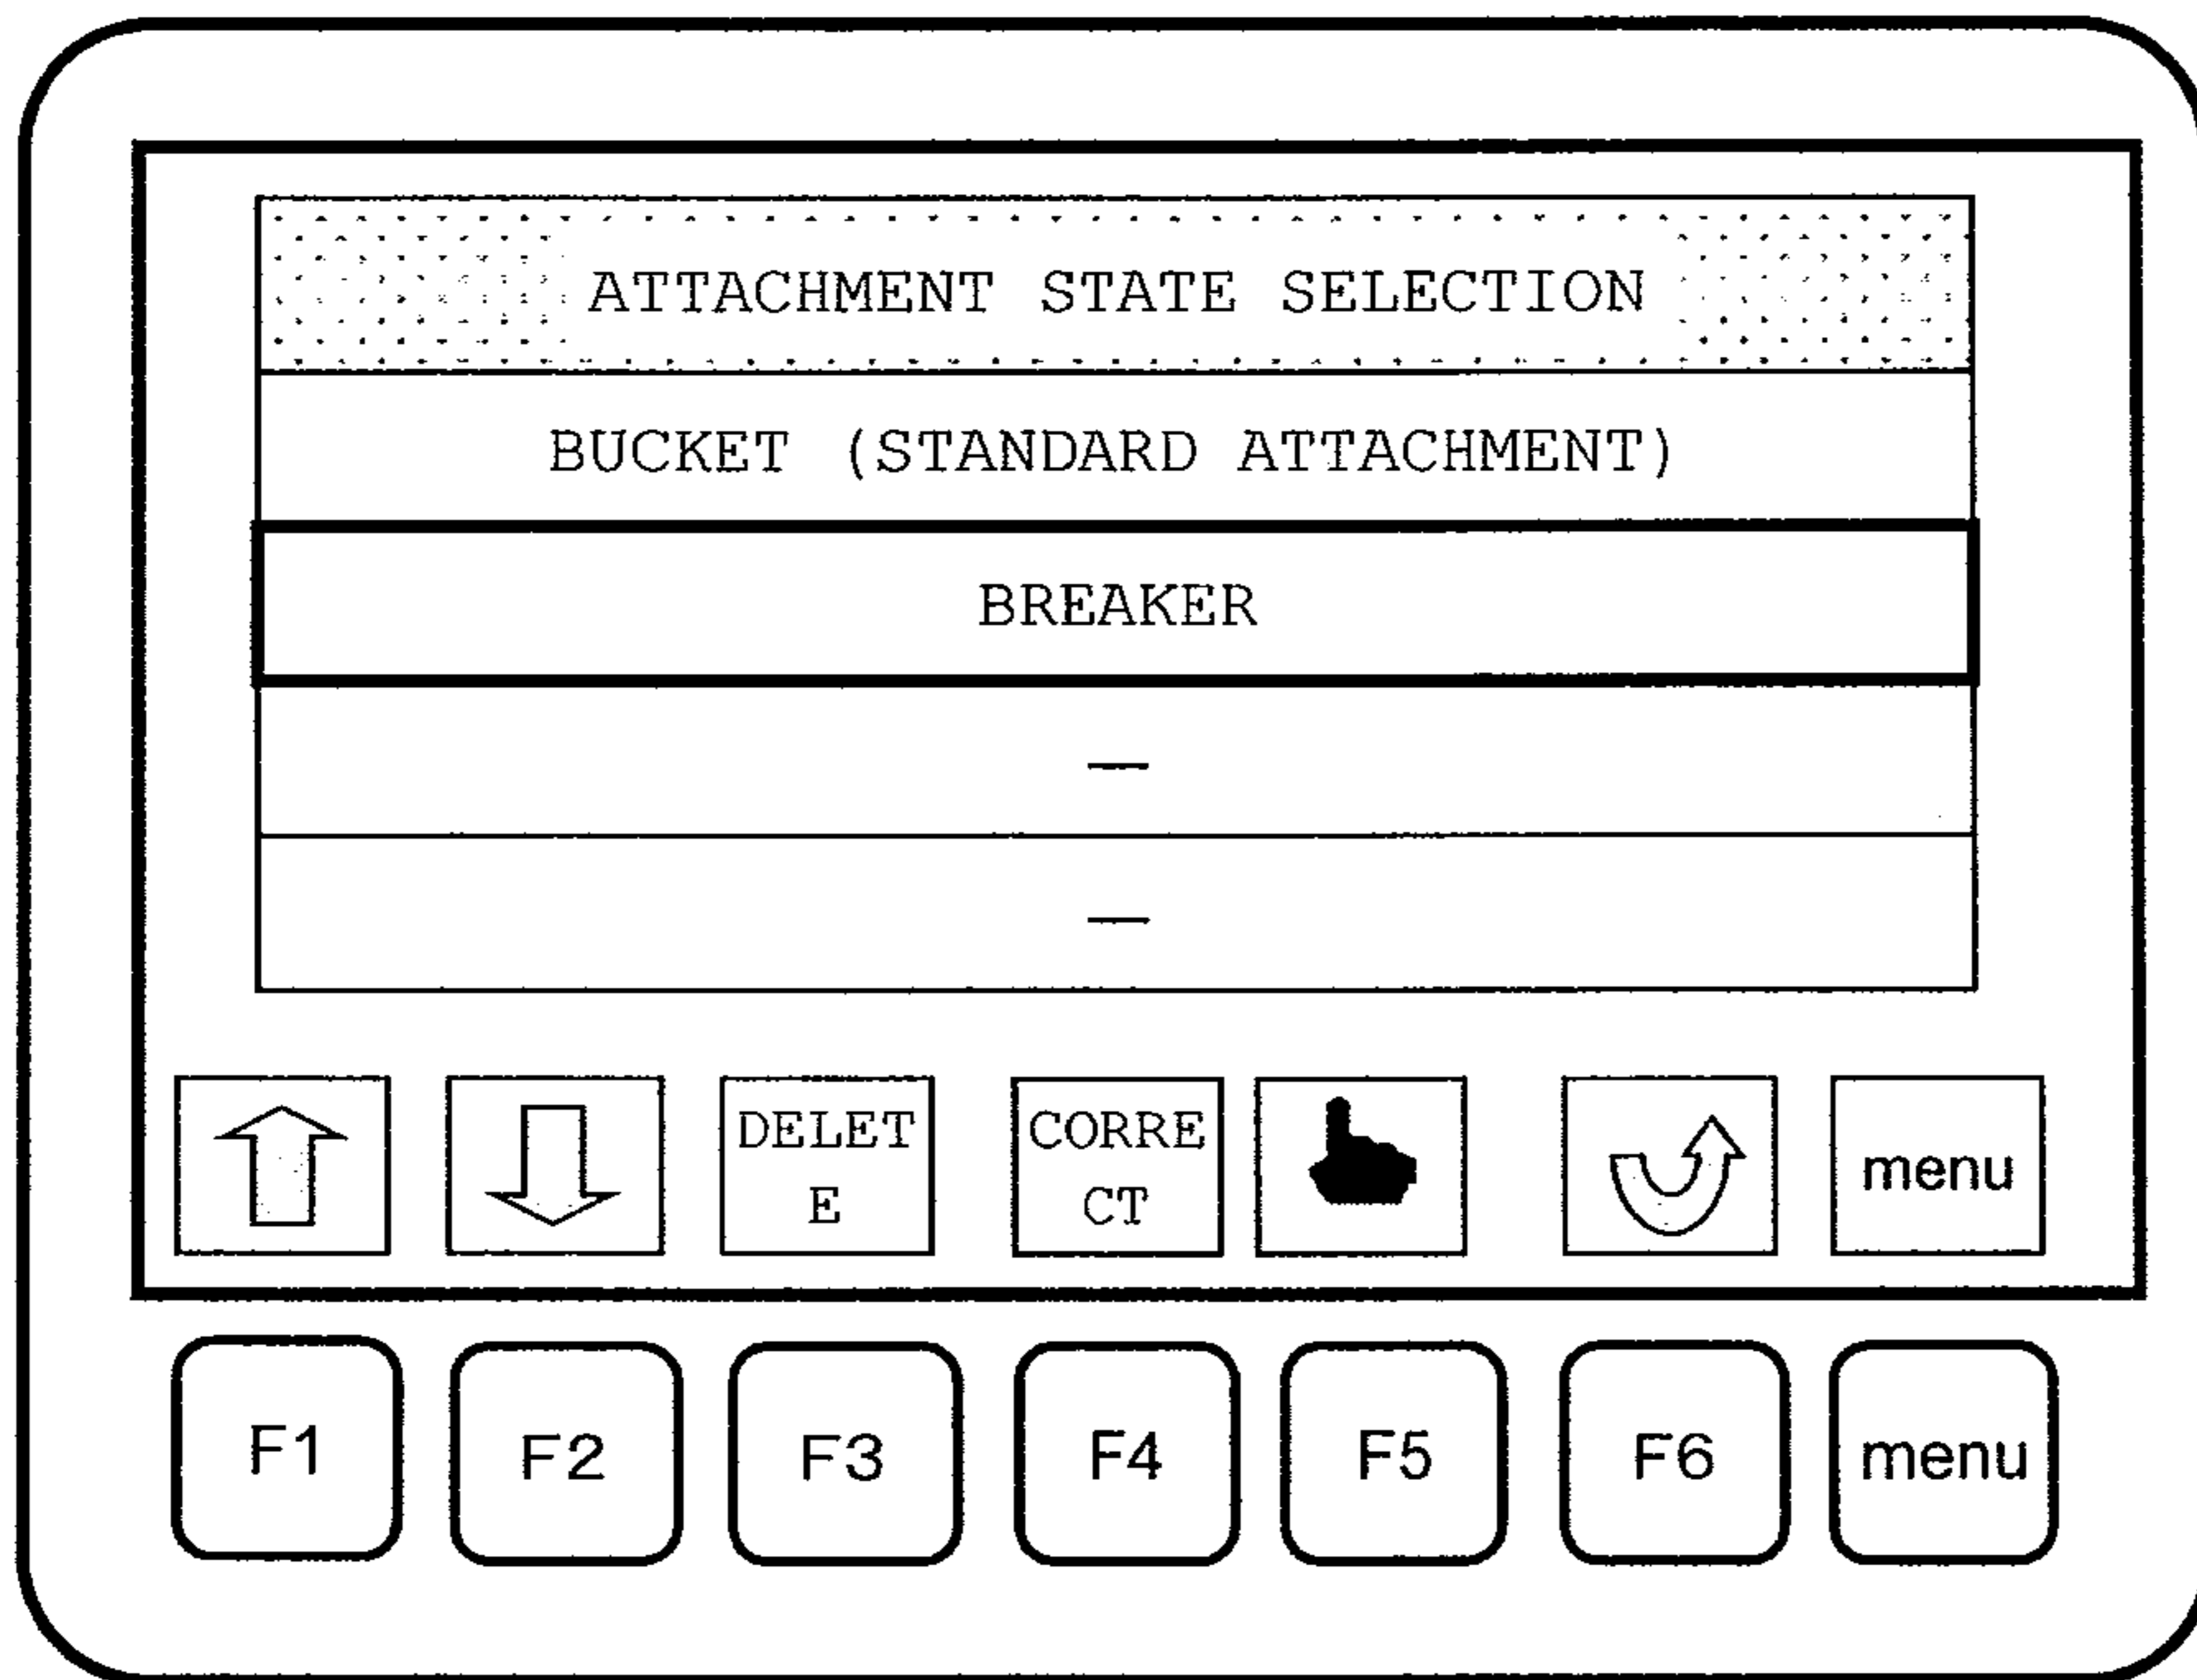 ATTACHMENT STATE SELECTION
BUCKET (STANDARD ATTACHMENT)
BREAKER
—
—
DELET
E
CORRE
CT
menu
F1 F2 F3 F4 F5 F6 menu